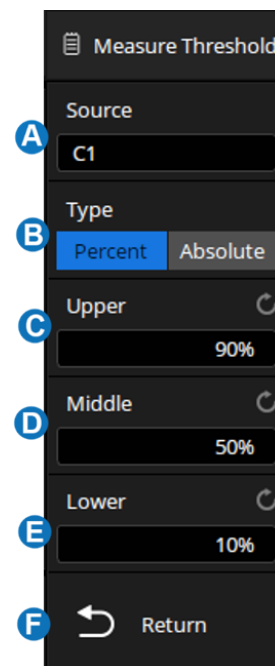 Measure Threshold
Source
A
C1
Type
B
Percent Absolute
Upper
C
90%
Middle
D
50%
Lower
E
10%
F Return